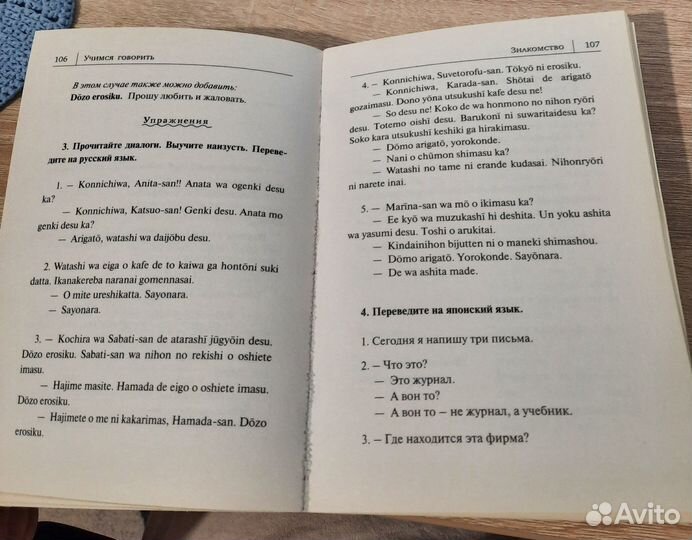 106 Учимся говорить
В этом случае также можно добавить:
Dōzo erosiku. Прошу любить и жаловать.
Упражнения
3. Прочитайте диалоги. Выучите наизусть. Переве-
дите на русский язык.
1. — Konnichiwa, Anita-san!! Anata wa ogenki desu
ka?
— Konnichiwa, Katsuo-san! Genki desu. Anata mo
genki desu ka?
— Arigatō, watashi wa daijōbu desu.
2. Watashi wa eiga o kafe de to kaiwa ga hontōni suki
datta. Ikanakereba naranai gomennasai.
— O mite ureshikatta. Sayonara.
— Sayonara.
3. — Kochira wa Sabati-san de atarashī jūgyōin desu.
Dōzo erosiku. Sabati-san wa nihon no rekishi o oshiete
imasu.
— Hajime masite. Hamada de eigo o oshiete imasu.
Dōzo erosiku.
— Hajimete o me ni kakarimas, Hamada-san. Dōzo
erosiku.
Знакомство 107
4. — Konnichiwa, Suvetorofu-san. Tōkyō ni erosiku.
— Konnichiwa, Karada-san. Shōtai de arigatō
gozaimasu. Dono yōna utsukushī kafe desu ne!
— So desu ne! Koko de wa honmono no nihon ryōri
desu. Totemo oishī desu. Barukonī ni suwaritaidesu ka?
Soko kara utsukushī keshiki ga hirakimasu.
— Dōmo arigatō, yorokonde.
— Nani o chūmon shimasu ka?
— Watashi no tame ni erande kudasai. Nihonryōri
ni narete inai.
5. — Marīna-san wa mō o ikimasu ka?
— Ee kyō wa muzukashī hi deshita. Un yoku ashita
wa yasumi desu. Toshi o arukitai.
— Kindainihon bijutten ni o maneki shimashou.
— Dōmo arigatō. Yorokonde. Sayōnara.
— De wa ashita made.
4. Переведите на японский язык.
1. Сегодня я напишу три письма.
2. — Что это?
— Это журнал.
— А вон то?
— А вон то — не журнал, а учебник.
3. — Где находится эта фирма?
Avito